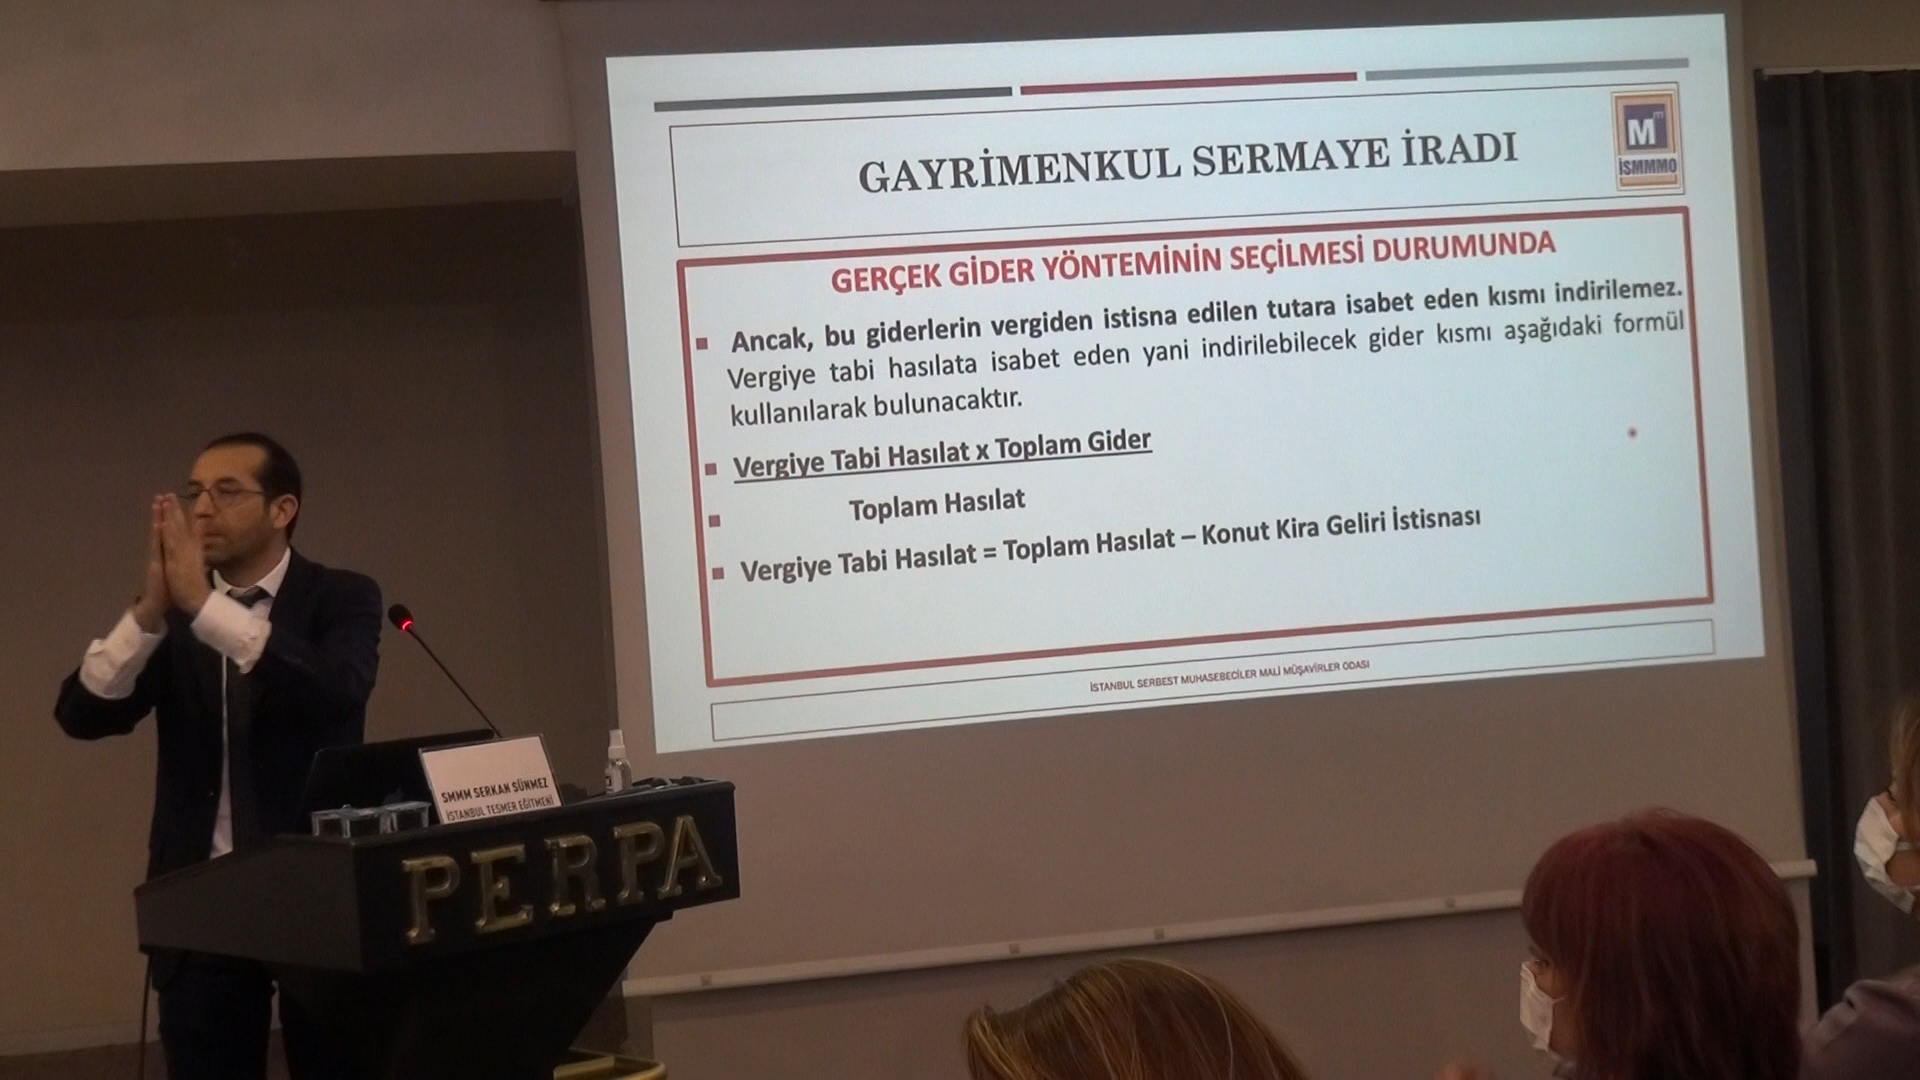 GAYRİMENKUL SERMAYE İRADI
M
İSMMMO
GERÇEK GİDER YÖNTEMİNİN SEÇİLMESİ DURUMUNDA
Ancak, bu giderlerin vergiden istisna edilen tutara isabet eden kısmı indirilemez.
Vergiye tabi hasılata isabet eden yani indirilebilecek gider kısmı aşağıdaki formül
kullanılarak bulunacaktır.
Vergiye Tabi Hasılat x Toplam Gider
Toplam Hasılat
Vergiye Tabi Hasılat = Toplam Hasılat – Konut Kira Geliri İstisnası
İSTANBUL SERBEST MUHASEBECİLER MALİ MÜŞAVİRLER ODASI
SMMM SERKAN SÜNMEZ
İSTANBUL TESMER EĞİTMENİ
PERPA